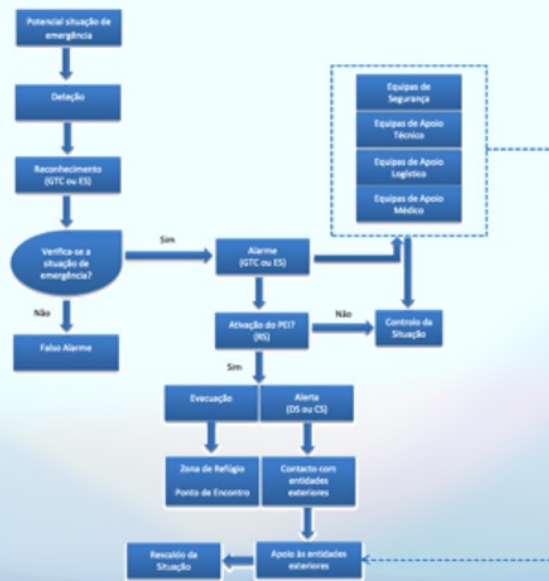 Potencial situação de
emergência
Deteção
Reconhecimento
(GTC ou ES)
Verifica-se a
situação de
emergência?
Sim
Não
Falso Alarme
Alarme
(GTC ou ES)
Equipas de
Segurança
Equipas de Apoio
Técnico
Equipas de Apoio
Logístico
Equipas de Apoio
Médico
Ativação do PEI?
(RS)
Não
Controlo da
Situação
Sim
Evacuação
Alerta
(DS ou CS)
Zona de Refúgio
Ponto de Encontro
Contacto com
entidades
exteriores
Apoio às entidades
exteriores
Rescaldo da
Situação